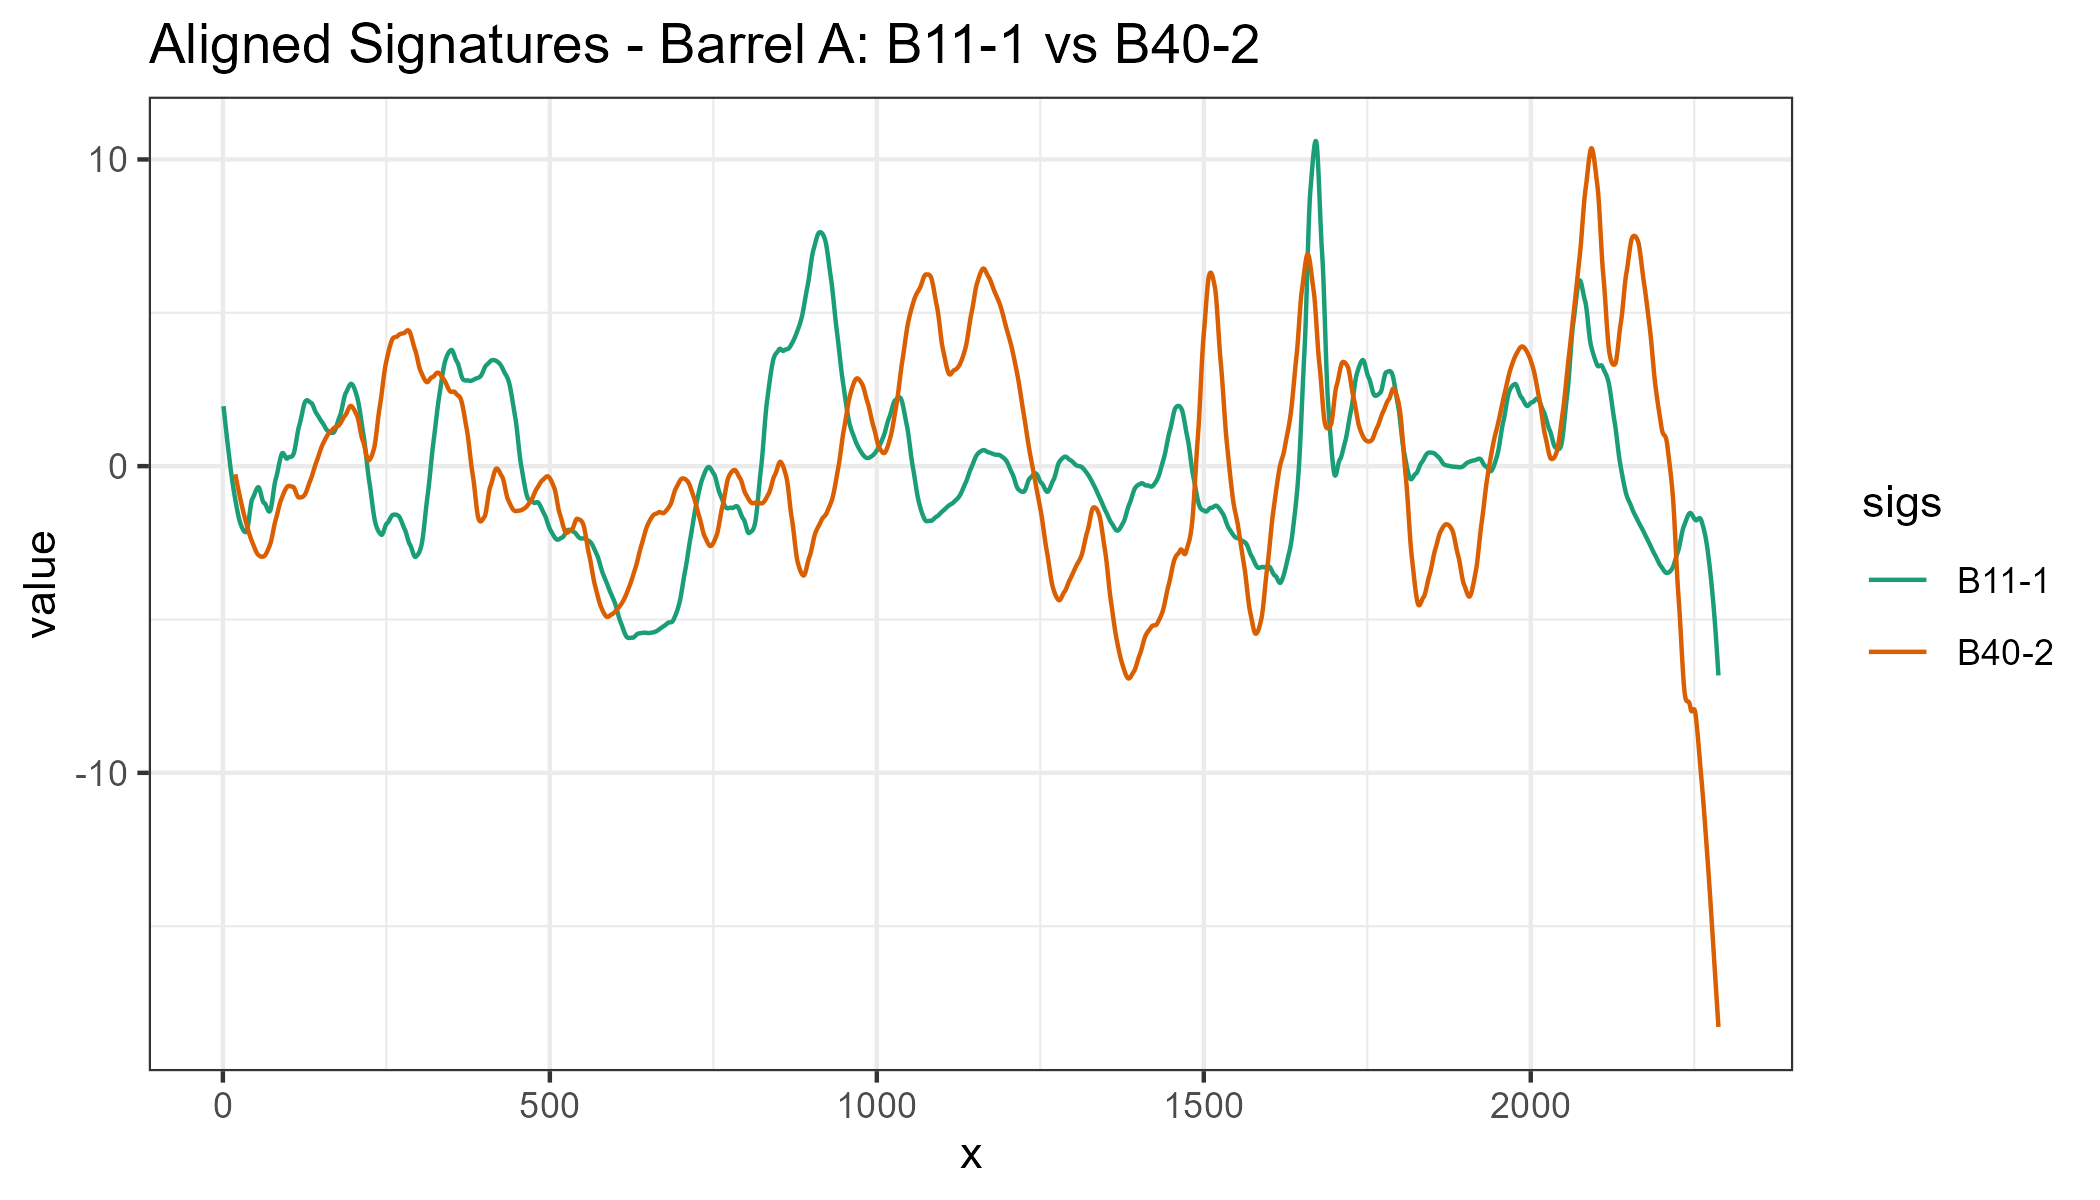 Aligned Signatures - Barrel A: B11-1 vs B40-2
10
0
-10
value
0 500 1000 1500 2000
x
sigs
B11-1
B40-2